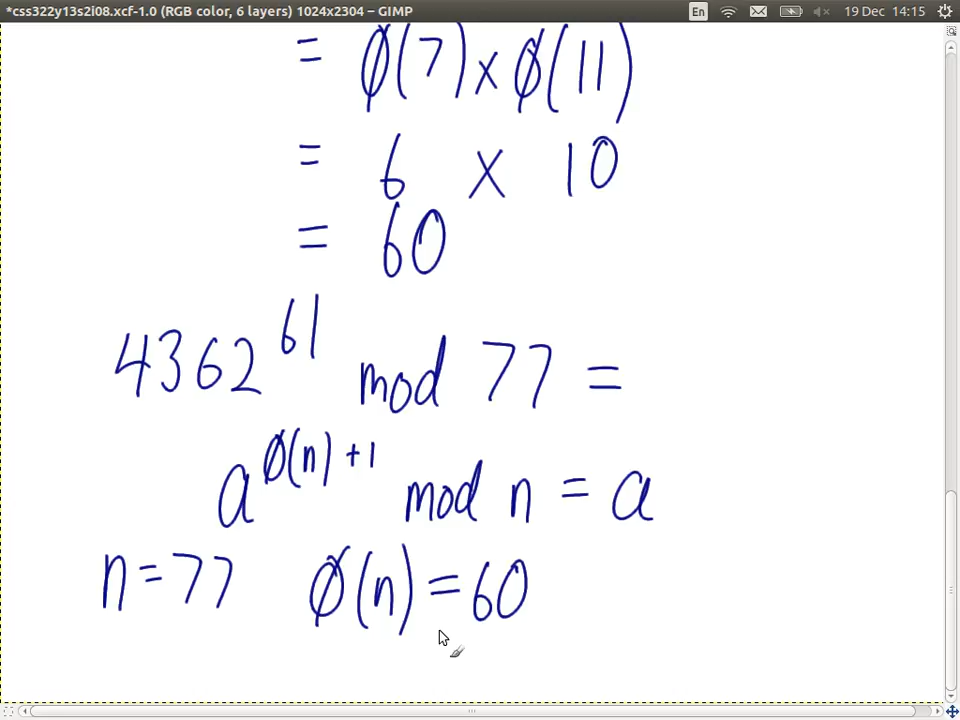 *css322y13s2i08.xcf-1.0 (RGB color, 6 layers) 1024x2304 – GIMP En 19 Dec 14:15
= ∅(7) x ∅(11)
= 6 x 10
= 60
4362^61 mod 77 =
a^∅(n)+1 mod n = a
n=77 ∅(n)=60